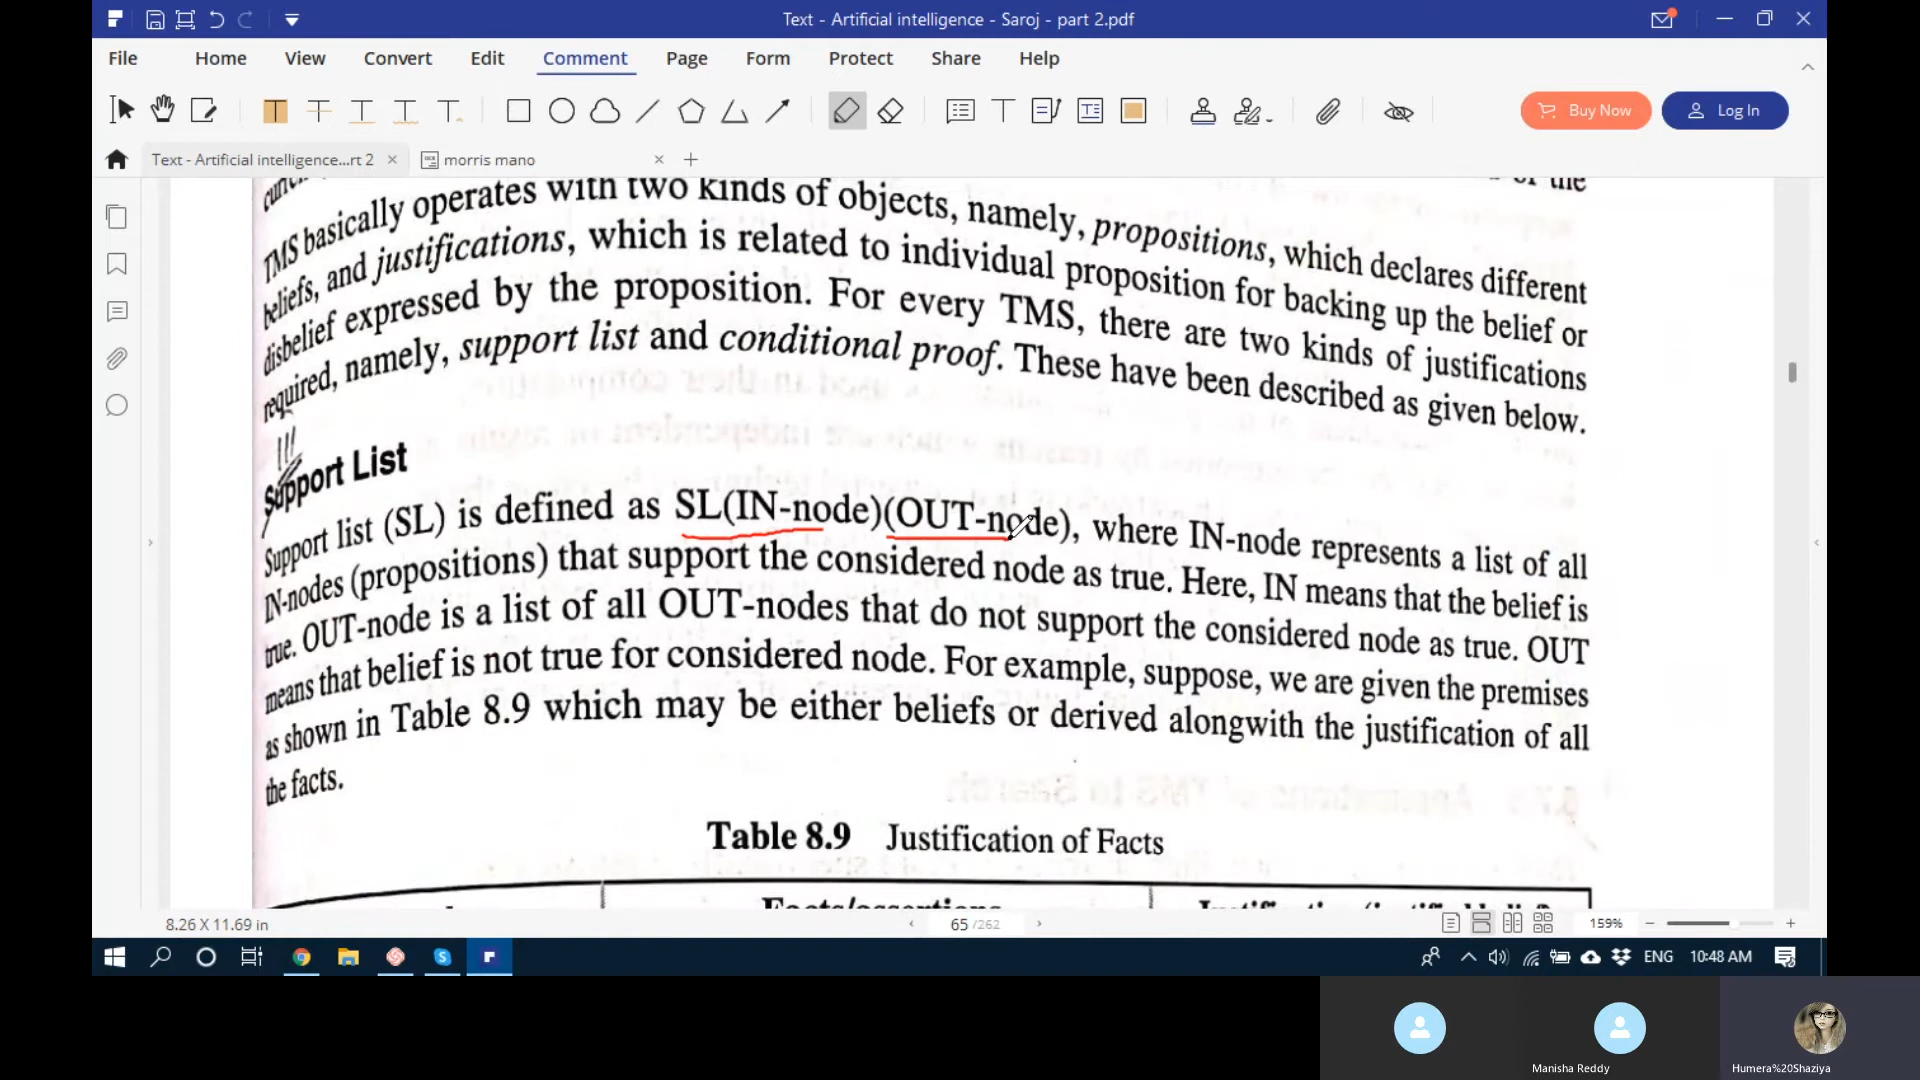 Text - Artificial intelligence - Saroj - part 2.pdf
File Home View Convert Edit Comment Page Form Protect Share Help
Buy Now Log In
Text - Artificial intelligence...rt 2 morris mano
of the
TMS basically operates with two kinds of objects, namely, propositions, which declares different
beliefs, and justifications, which is related to individual proposition for backing up the belief or
disbelief expressed by the proposition. For every TMS, there are two kinds of justifications
required, namely, support list and conditional proof. These have been described as given below.
Support List
Support list (SL) is defined as SL(IN-node)(OUT-node), where IN-node represents a list of all
IN-nodes (propositions) that support the considered node as true. Here, IN means that the belief is
true. OUT-node is a list of all OUT-nodes that do not support the considered node as true. OUT
means that belief is not true for considered node. For example, suppose, we are given the premises
as shown in Table 8.9 which may be either beliefs or derived alongwith the justification of all
the facts.
Table 8.9 Justification of Facts
Facts/assertions
8.26 X 11.69 in 65 /262 159%
ENG 10:48 AM
Manisha Reddy Humera%20Shaziya